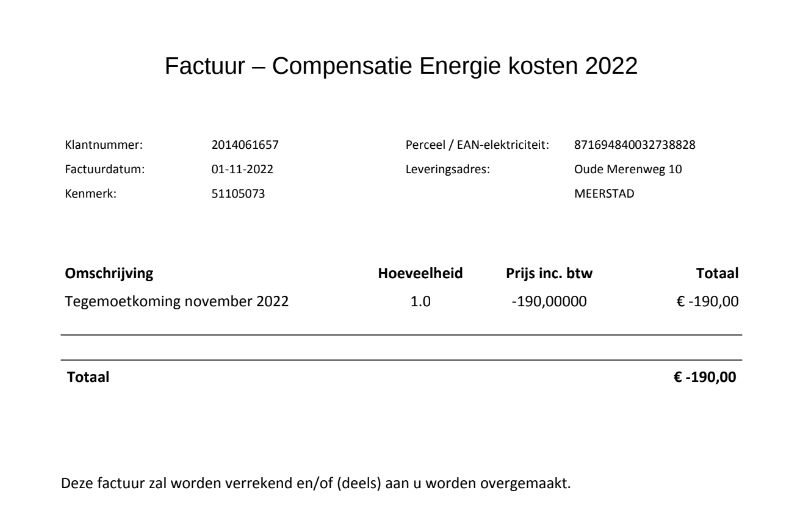 Factuur – Compensatie Energie kosten 2022
Klantnummer: 2014061657 Perceel / EAN-elektriciteit: 871694840032738828
Factuurdatum: 01-11-2022 Leveringsadres: Oude Merenweg 10
Kenmerk: 51105073 MEERSTAD
Omschrijving Hoeveelheid Prijs inc. btw Totaal
Tegemoetkoming november 2022 1.0 -190,00000 € -190,00
Totaal € -190,00
Deze factuur zal worden verrekend en/of (deels) aan u worden overgemaakt.